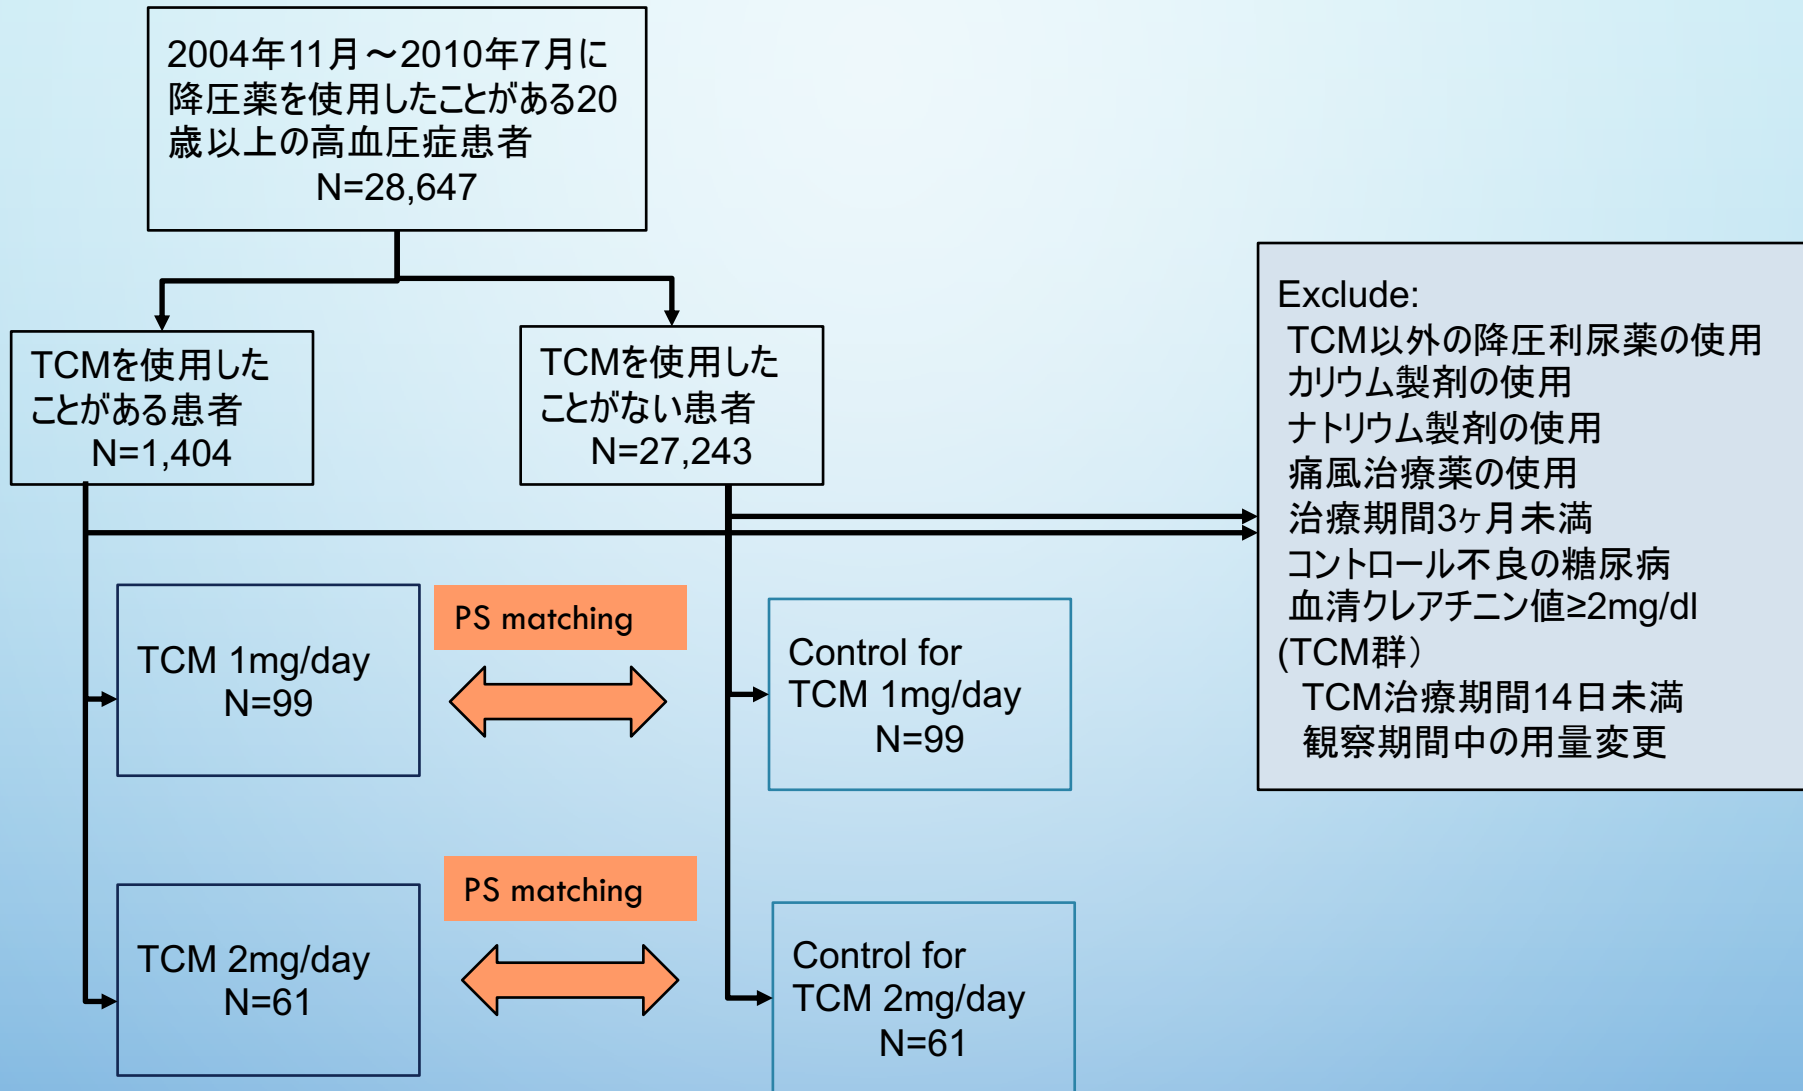 2004年11月～2010年7月に
降圧薬を使用したことがある20
歳以上の高血圧症患者
N=28,647
TCMを使用した
ことがある患者
N=1,404
TCMを使用した
ことがない患者
N=27,243
Exclude:
TCM以外の降圧利尿薬の使用
カリウム製剤の使用
ナトリウム製剤の使用
痛風治療薬の使用
治療期間3ヶ月未満
コントロール不良の糖尿病
血清クレアチニン値≥2mg/dl
(TCM群）
TCM治療期間14日未満
観察期間中の用量変更
TCM 1mg/day
N=99
PS matching
Control for
TCM 1mg/day
N=99
TCM 2mg/day
N=61
PS matching
Control for
TCM 2mg/day
N=61